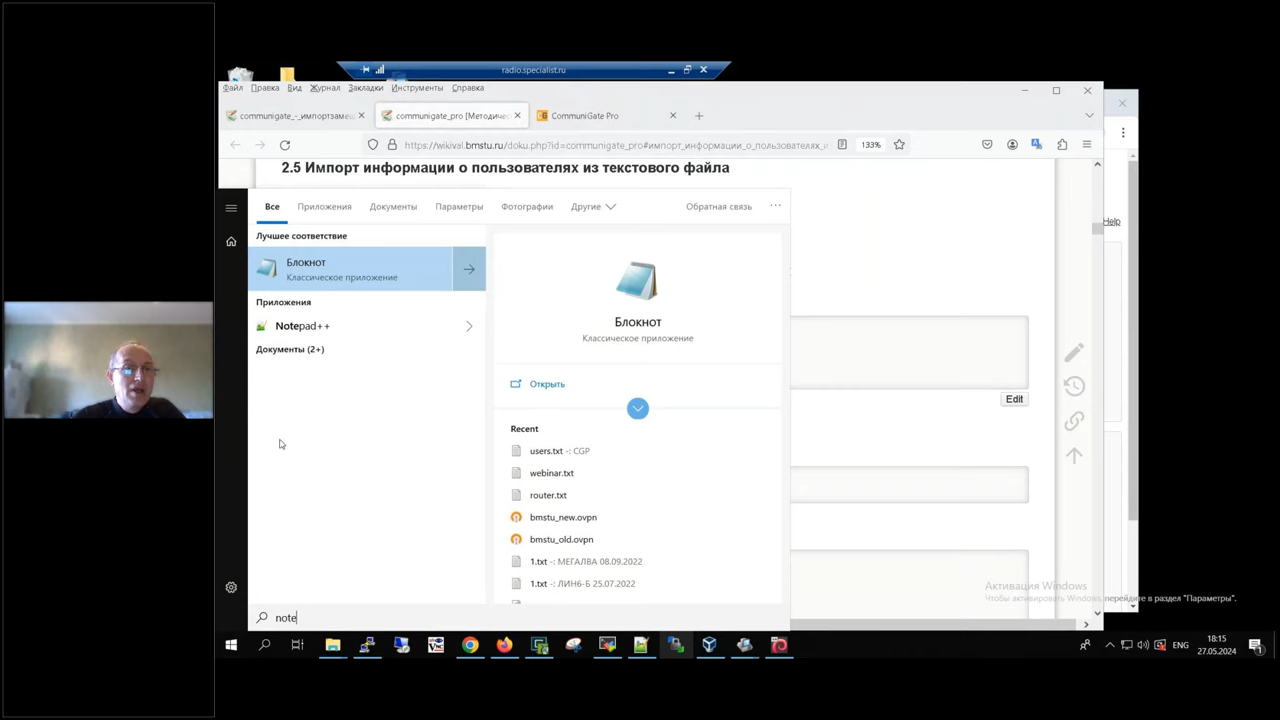 radio.specialist.ru
Файл Правка Вид Журнал Закладки Инструменты Справка
communigate_-_импортзамещ
communigate_pro [Методичес
CommuniGate Pro
https://wikival.bmstu.ru/doku.php?id=communigate_pro#импорт_информации_о_пользователях_и
133%
2.5 Импорт информации о пользователях из текстового файла
Все Приложения Документы Параметры Фотографии Другие Обратная связь ...
Help
Лучшее соответствие
Блокнот
Классическое приложение
Приложения
Notepad++
Документы (2+)
Блокнот
Классическое приложение
Открыть
Edit
Recent
users.txt -: CGP
webinar.txt
router.txt
bmstu_new.ovpn
bmstu_old.ovpn
1.txt -: МЕГАЛВА 08.09.2022
1.txt -: ЛИН6-Б 25.07.2022
Активация Windows
Чтобы активировать Windows, перейдите в раздел "Параметры".
note
ENG
18:15
27.05.2024